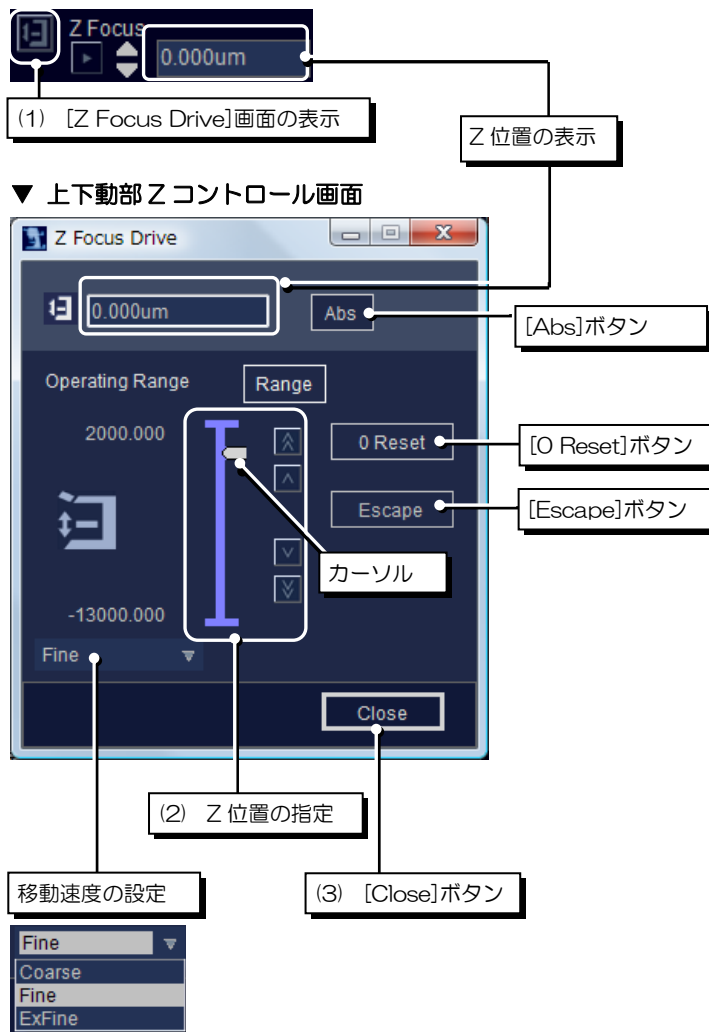 Z Focus
0.000um
(1) [Z Focus Drive]画面の表示
Z 位置の表示
▼ 上下動部 Z コントロール画面
Z Focus Drive
0.000um
Abs
[Abs]ボタン
Operating Range
Range
2000.000
0 Reset
[0 Reset]ボタン
Escape
[Escape]ボタン
カーソル
-13000.000
Fine
Close
(2) Z 位置の指定
移動速度の設定
(3) [Close]ボタン
Fine
Coarse
Fine
ExFine